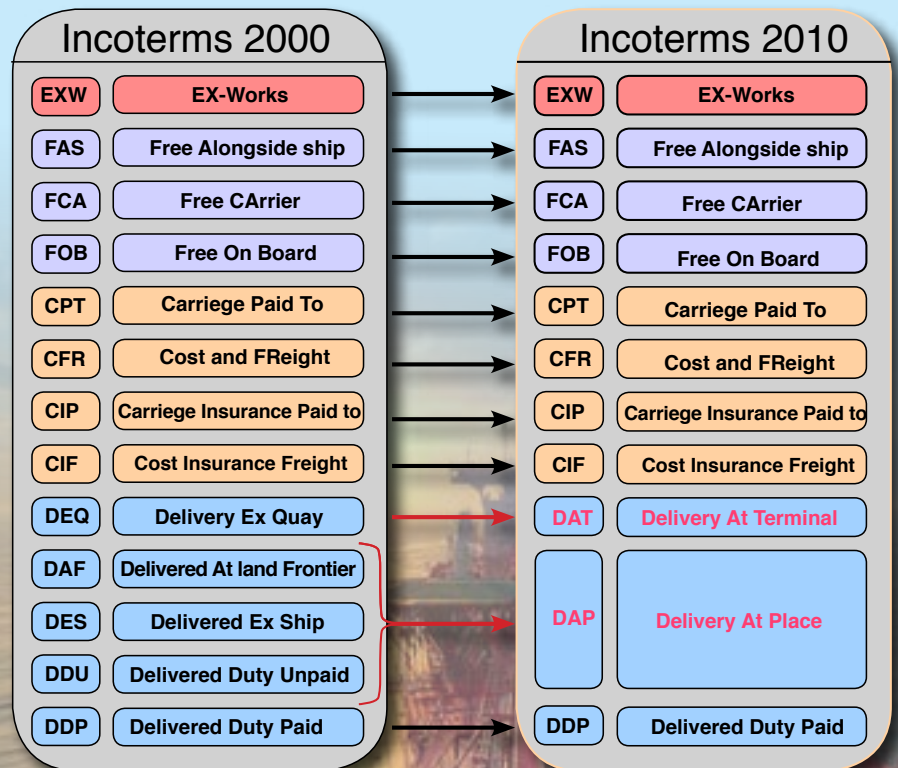 Incoterms 2000
EXW EX-Works
FAS Free Alongside ship
FCA Free CArrier
FOB Free On Board
CPT Carriege Paid To
CFR Cost and FReight
CIP Carriege Insurance Paid to
CIF Cost Insurance Freight
DEQ Delivery Ex Quay
DAF Delivered At land Frontier
DES Delivered Ex Ship
DDU Delivered Duty Unpaid
DDP Delivered Duty Paid
Incoterms 2010
EXW EX-Works
FAS Free Alongside ship
FCA Free CArrier
FOB Free On Board
CPT Carriege Paid To
CFR Cost and FReight
CIP Carriege Insurance Paid to
CIF Cost Insurance Freight
DAT Delivery At Terminal
DAP Delivery At Place
DDP Delivered Duty Paid